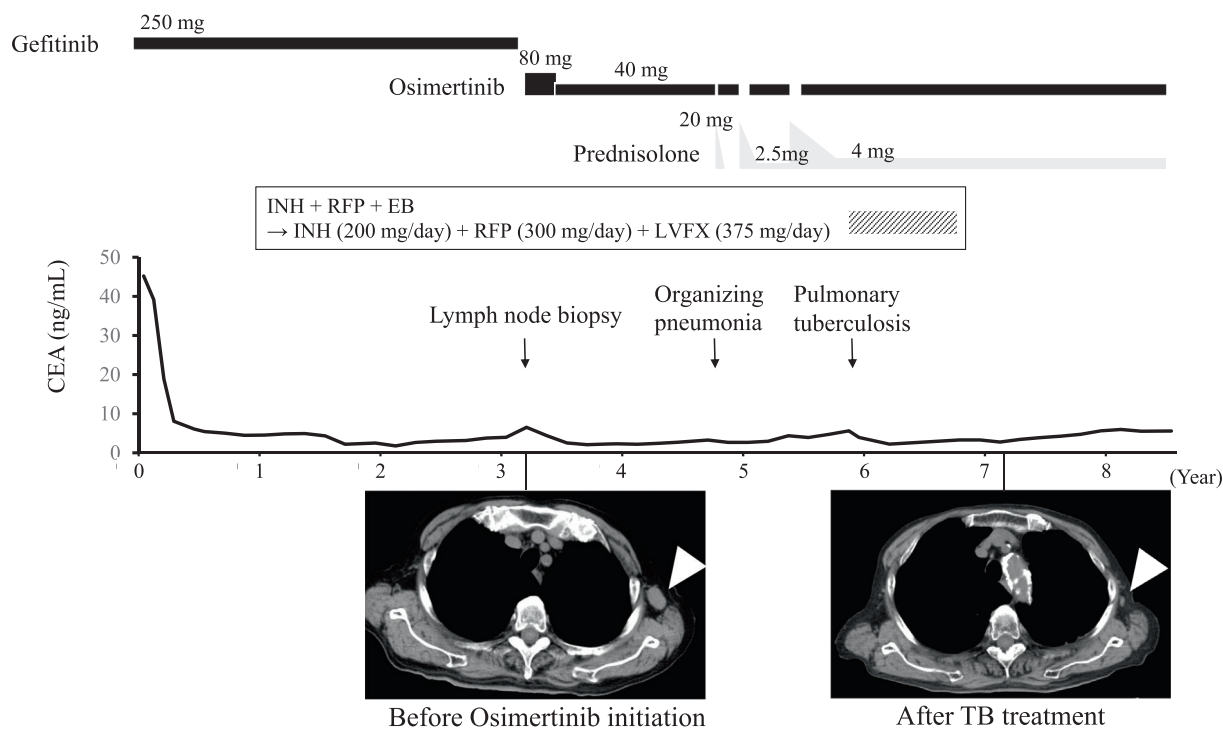 250 mg
Gefitinib
80 mg
Osimertinib
40 mg
20 mg
Prednisolone
2.5mg
4 mg
INH + RFP + EB
→ INH (200 mg/day) + RFP (300 mg/day) + LVFX (375 mg/day)
CEA (ng/mL)
50
40
30
20
10
0
Lymph node biopsy
Organizing
pneumonia
Pulmonary
tuberculosis
0 1 2 3 4 5 6 7 8 (Year)
Before Osimertinib initiation
After TB treatment